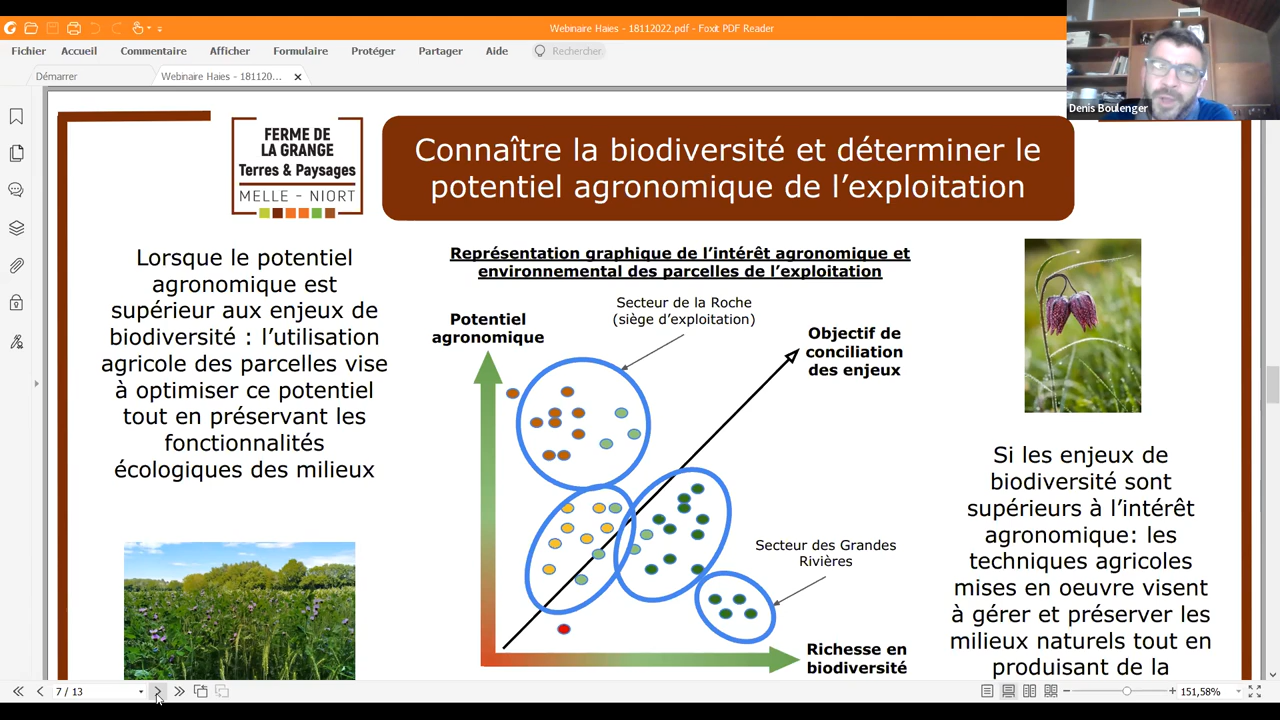 Webinaire Haies - 18112022.pdf - Foxit PDF Reader
Fichier Accueil Commentaire Afficher Formulaire Protéger Partager Aide Rechercher.
Démarrer Webinaire Haies - 181120...
Denis Boulenger
FERME DE
LA GRANGE
Terres & Paysages
MELLE - NIORT
Connaître la biodiversité et déterminer le
potentiel agronomique de l’exploitation
Lorsque le potentiel
agronomique est
supérieur aux enjeux de
biodiversité : l’utilisation
agricole des parcelles vise
à optimiser ce potentiel
tout en préservant les
fonctionnalités
écologiques des milieux
Représentation graphique de l’intérêt agronomique et
environnemental des parcelles de l’exploitation
Secteur de la Roche
(siège d’exploitation)
Potentiel
agronomique
Objectif de
conciliation
des enjeux
Secteur des Grandes
Rivières
Richesse en
biodiversité
Si les enjeux de
biodiversité sont
supérieurs à l’intérêt
agronomique: les
techniques agricoles
mises en oeuvre visent
à gérer et préserver les
milieux naturels tout en
produisant de la
7 / 13
151,58%